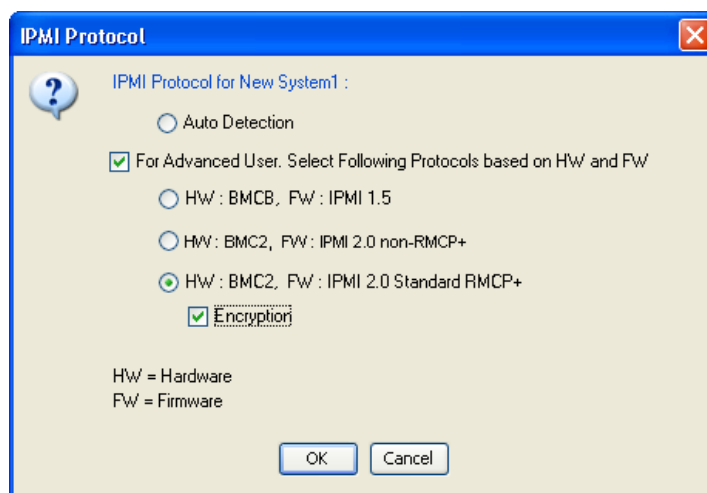 IPMI Protocol
IPMI Protocol for New System1 :
Auto Detection
For Advanced User. Select Following Protocols based on HW and FW
HW : BMCB, FW : IPMI 1.5
HW : BMC2, FW : IPMI 2.0 non-RMCP+
HW : BMC2, FW : IPMI 2.0 Standard RMCP+
Encryption
HW = Hardware
FW = Firmware
OK Cancel